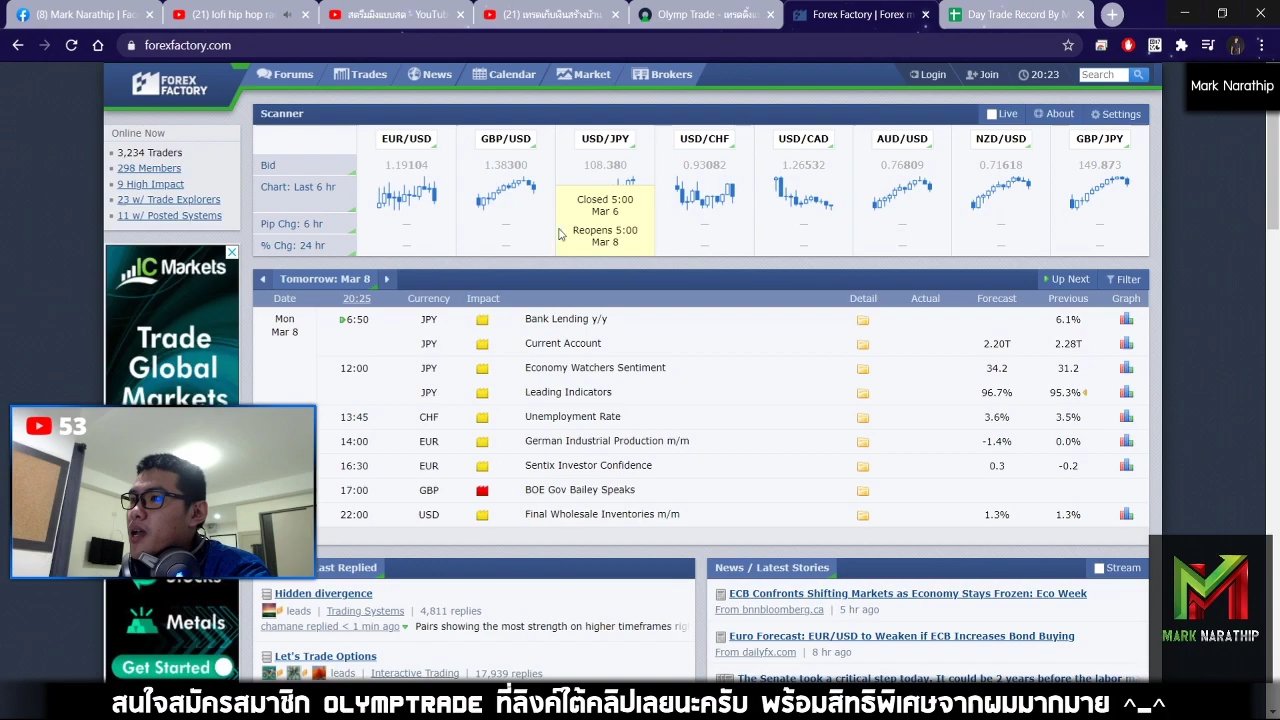 (8) Mark Narathip | Fac
(21) lofi hip hop ra
สตรีมมิงแบบสด - YouTub
(21) เทรดเก็บเงินสร้างบ้าน
Olymp Trade - เทรดดิ้งแ
Forex Factory | Forex m
Day Trade Record By M
forexfactory.com
FOREX
FACTORY
Forums
Trades
News
Calendar
Market
Brokers
Login
Join
20:23
Search
Mark Narathip
Online Now
3,234 Traders
298 Members
9 High Impact
23 w/ Trade Explorers
11 w/ Posted Systems
Scanner
Live
About
Settings
EUR/USD GBP/USD USD/JPY USD/CHF USD/CAD AUD/USD NZD/USD GBP/JPY
Bid 1.19104 1.38300 108.380 0.93082 1.26532 0.76809 0.71618 149.873
Chart: Last 6 hr
Closed 5:00
Mar 6
Reopens 5:00
Mar 8
Pip Chg: 6 hr — — — — — — —
% Chg: 24 hr — — — — — — —
IC Markets
Trade
Global
Markets
Metals
Get Started
Tomorrow: Mar 8
Up Next
Filter
Date 20:25 Currency Impact Detail Actual Forecast Previous Graph
Mon
Mar 8
6:50 JPY Bank Lending y/y 6.1%
JPY Current Account 2.20T 2.28T
12:00 JPY Economy Watchers Sentiment 34.2 31.2
JPY Leading Indicators 96.7% 95.3%
13:45 CHF Unemployment Rate 3.6% 3.5%
14:00 EUR German Industrial Production m/m -1.4% 0.0%
16:30 EUR Sentix Investor Confidence 0.3 -0.2
17:00 GBP BOE Gov Bailey Speaks
22:00 USD Final Wholesale Inventories m/m 1.3% 1.3%
53
Last Replied
Hidden divergence
leads | Trading Systems | 4,811 replies
chamane replied < 1 min ago Pairs showing the most strength on higher timeframes rig
Let's Trade Options
leads | Interactive Trading | 17,939 replies
News / Latest Stories
Stream
ECB Confronts Shifting Markets as Economy Stays Frozen: Eco Week
From bnnbloomberg.ca | 5 hr ago
Euro Forecast: EUR/USD to Weaken if ECB Increases Bond Buying
From dailyfx.com | 8 hr ago
The Senate took a critical step today. It could be 2 years before the labor m
MARK NARATHIP
สนใจสมัครสมาชิก OLYMPTRADE ที่ลิงค์ใต้คลิปเลยนะครับ พร้อมสิทธิพิเศษจากผมมากมาย ^_^